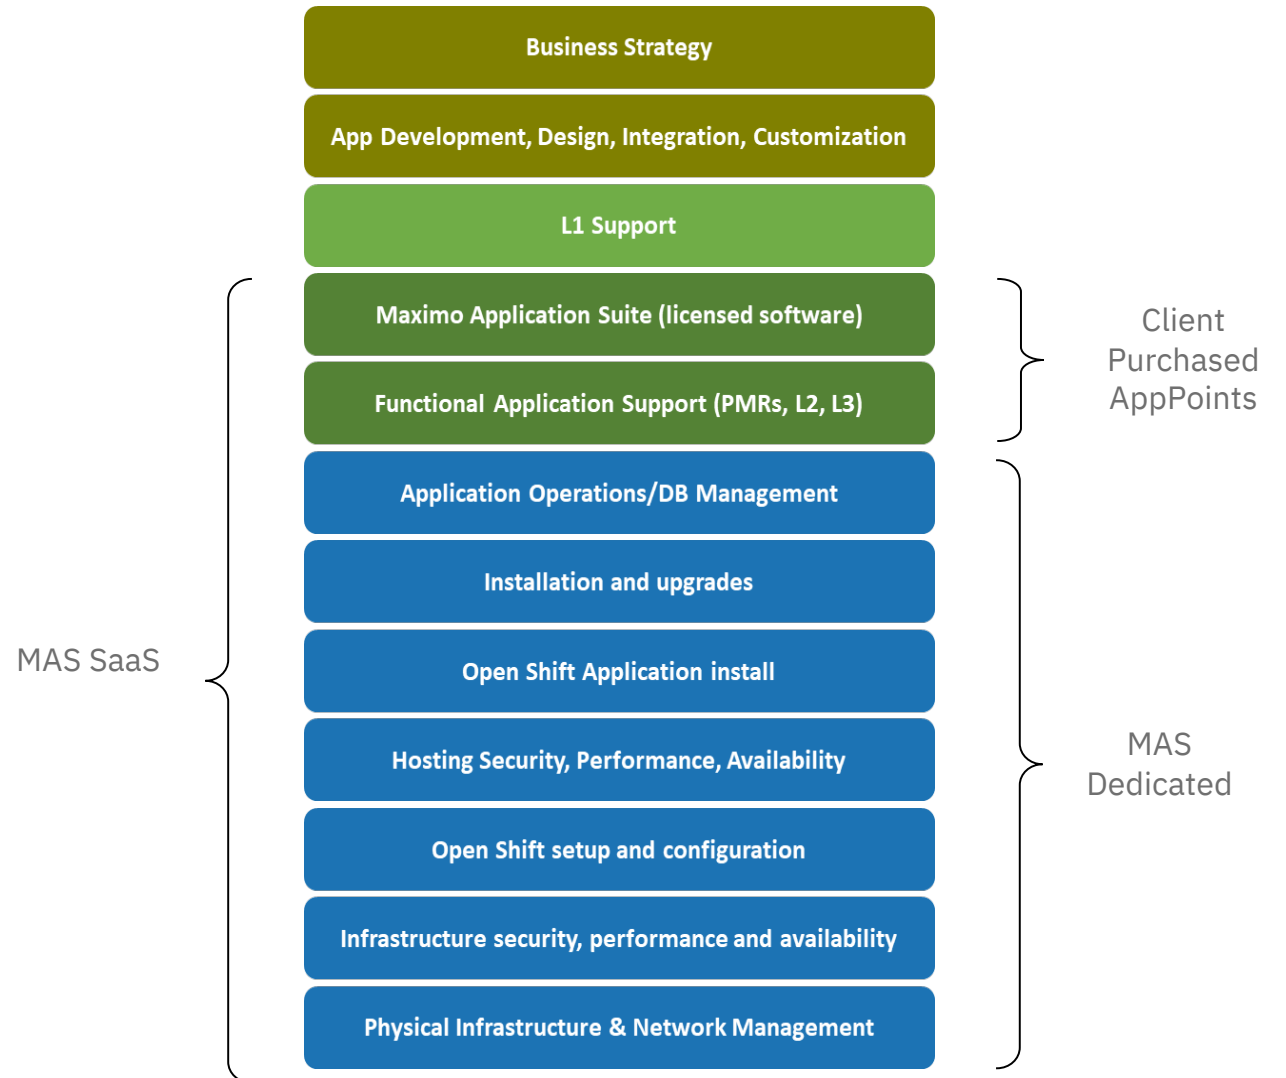 Business Strategy
App Development, Design, Integration, Customization
L1 Support
Maximo Application Suite (licensed software)
Functional Application Support (PMRs, L2, L3)
Application Operations/DB Management
Installation and upgrades
Open Shift Application install
Hosting Security, Performance, Availability
Open Shift setup and configuration
Infrastructure security, performance and availability
Physical Infrastructure & Network Management
MAS SaaS
Client
Purchased
AppPoints
MAS
Dedicated